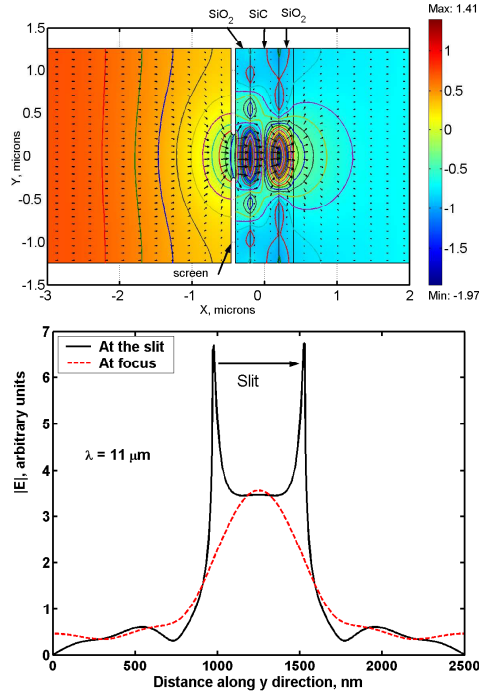 SiO2 SiC SiO2
Max: 1.41
1.5
1
0.5
0
-0.5
-1.0
-1.5
Y, microns
screen
-3 -2 -1 0 1 2
X, microns
1
0.5
0
-0.5
-1
-1.5
Min: -1.97
7
6
5
4
3
2
1
0
|E|, arbitrary units
At the slit
At focus
Slit
λ = 11 μm
0 500 1000 1500 2000 2500
Distance along y direction, nm